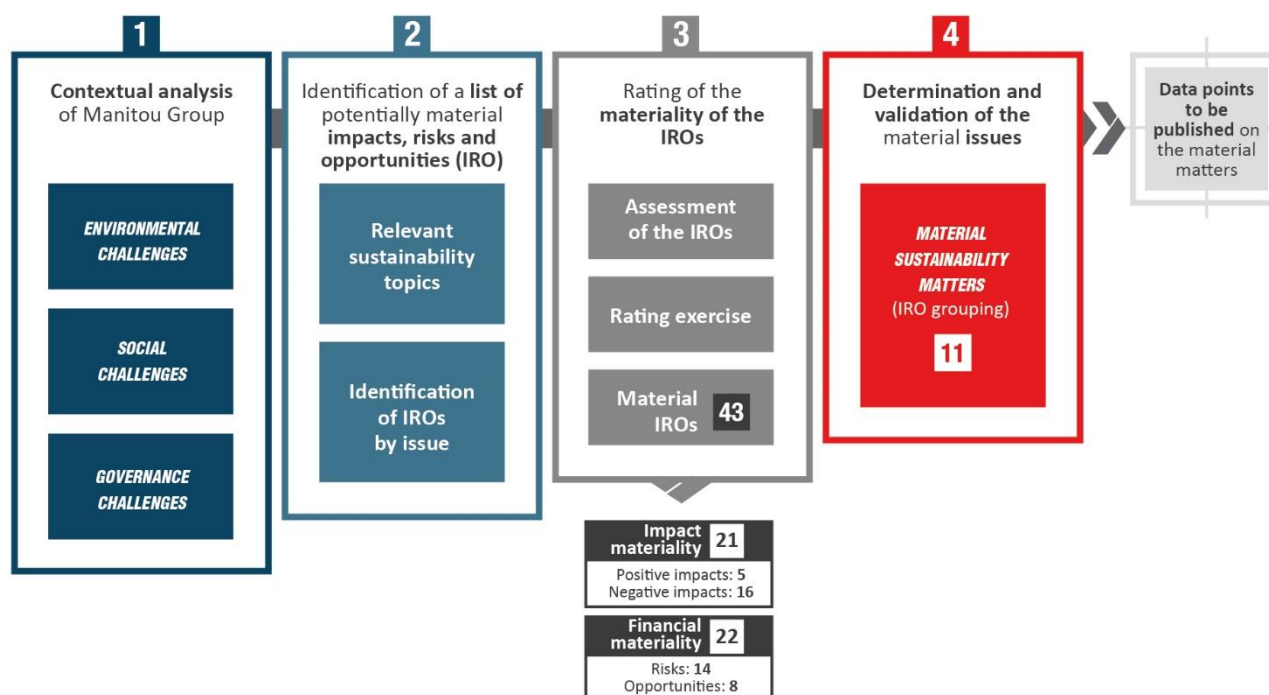 1
Contextual analysis
of Manitou Group
ENVIRONMENTAL
CHALLENGES
SOCIAL
CHALLENGES
GOVERNANCE
CHALLENGES
2
Identification of a list of
potentially material
impacts, risks and
opportunities (IRO)
Relevant
sustainability
topics
Identification
of IROs
by issue
3
Rating of the
materiality of the
IROs
Assessment
of the IROs
Rating exercise
Material
IROs
43
Impact
materiality
21
Positive impacts: 5
Negative impacts: 16
Financial
materiality
22
Risks: 14
Opportunities: 8
4
Determination and
validation of the
material issues
MATERIAL
SUSTAINABILITY
MATTERS
(IRO grouping)
11
Data points
to be
published on
the material
matters